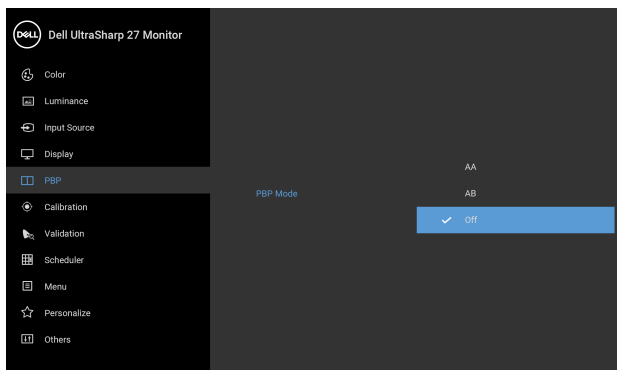 DELL Dell UltraSharp 27 Monitor
Color
Luminance
Input Source
Display
PBP
Calibration
Validation
Scheduler
Menu
Personalize
Others
PBP Mode
AA
AB
Off